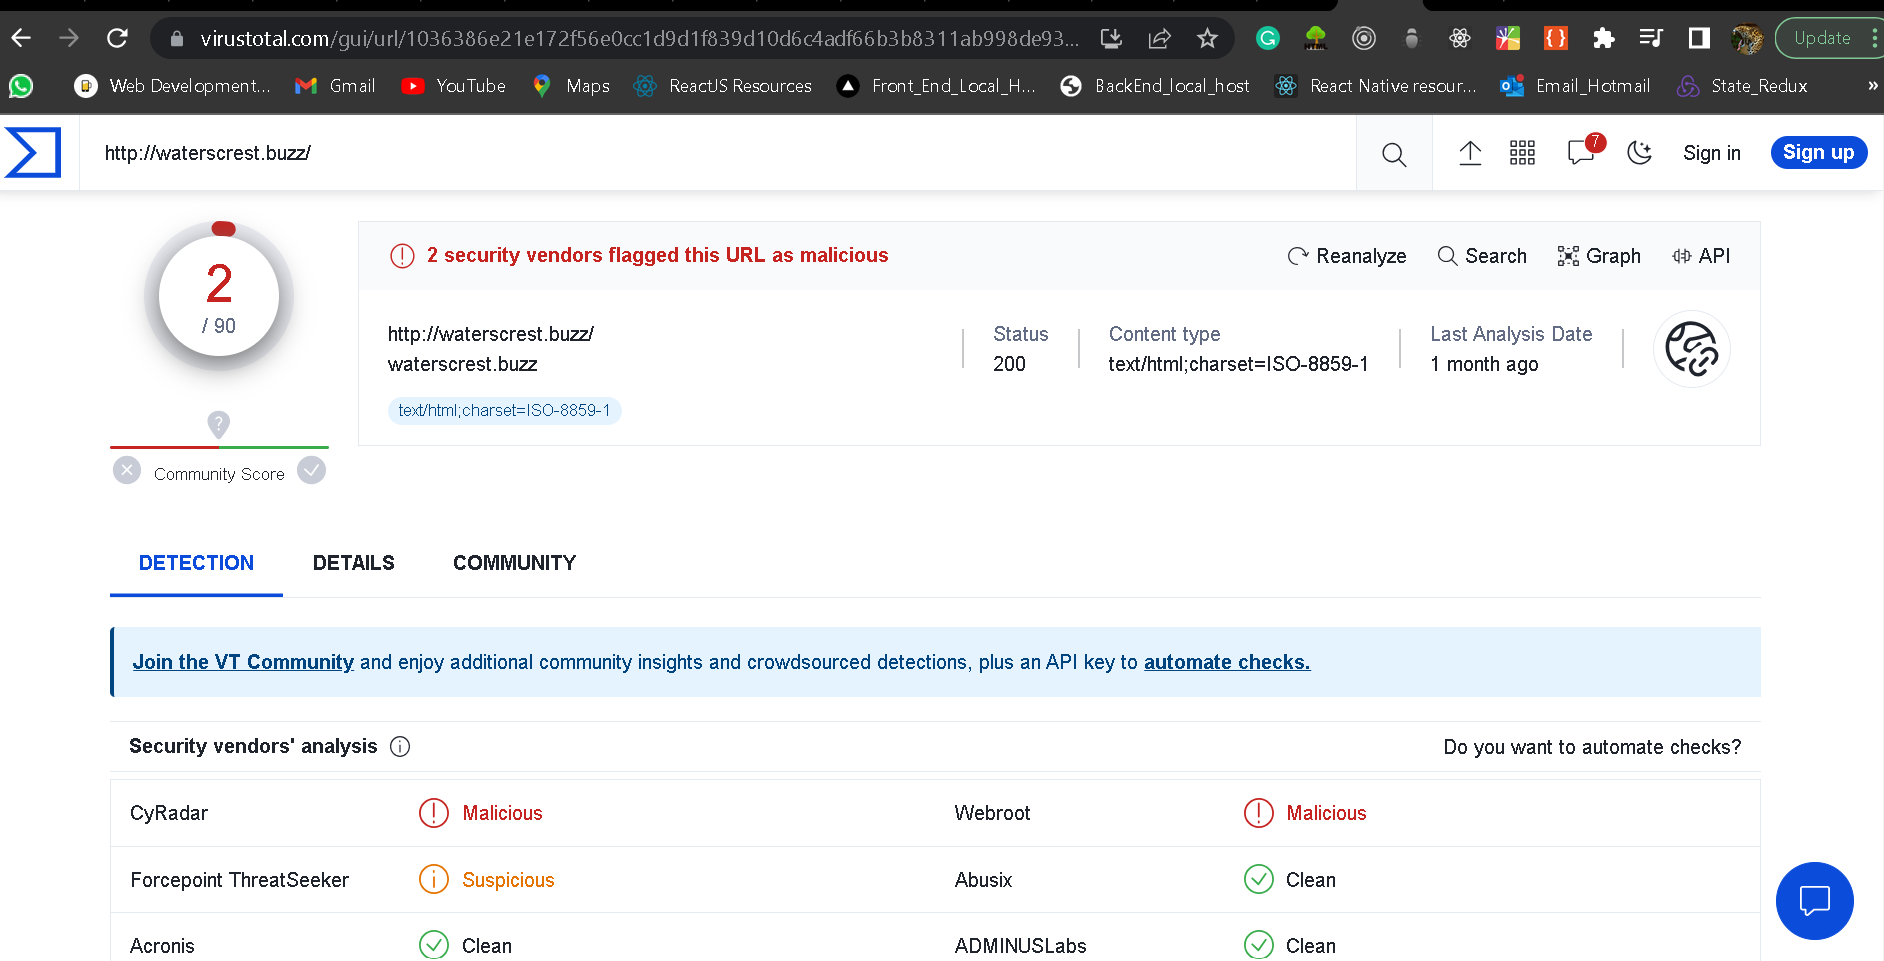 virustotal.com/gui/url/1036386e21e172f56e0cc1d9d1f839d10d6c4adf66b3b8311ab998de93...
Update
Web Development... Gmail YouTube Maps ReactJS Resources Front_End_Local_H... BackEnd_local_host React Native resour... Email_Hotmail State_Redux »
http://waterscrest.buzz/
7
Sign in Sign up
2
/ 90
Community Score
2 security vendors flagged this URL as malicious
Reanalyze Search Graph API
http://waterscrest.buzz/
waterscrest.buzz
text/html;charset=ISO-8859-1
Status
200
Content type
text/html;charset=ISO-8859-1
Last Analysis Date
1 month ago
DETECTION DETAILS COMMUNITY
Join the VT Community and enjoy additional community insights and crowdsourced detections, plus an API key to automate checks.
Security vendors' analysis Do you want to automate checks?
CyRadar Malicious Webroot Malicious
Forcepoint ThreatSeeker Suspicious Abusix Clean
Acronis Clean ADMINUSLabs Clean